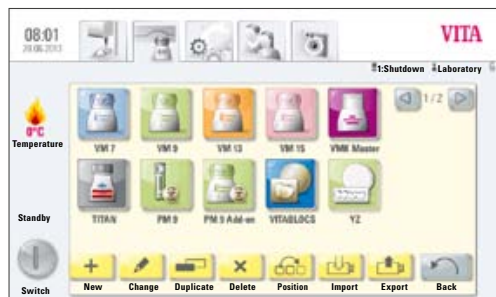 08:01
20.06.2013
VITA
1:Shutdown Laboratory
1/2
0°C
Temperature
VM 7 VM 9 VM 13 VM 15 VMK Master
Standby
TITAN PM 9 PM 9 Add-on VITABLOCS YZ
Switch
New Change Duplicate Delete Position Import Export Back